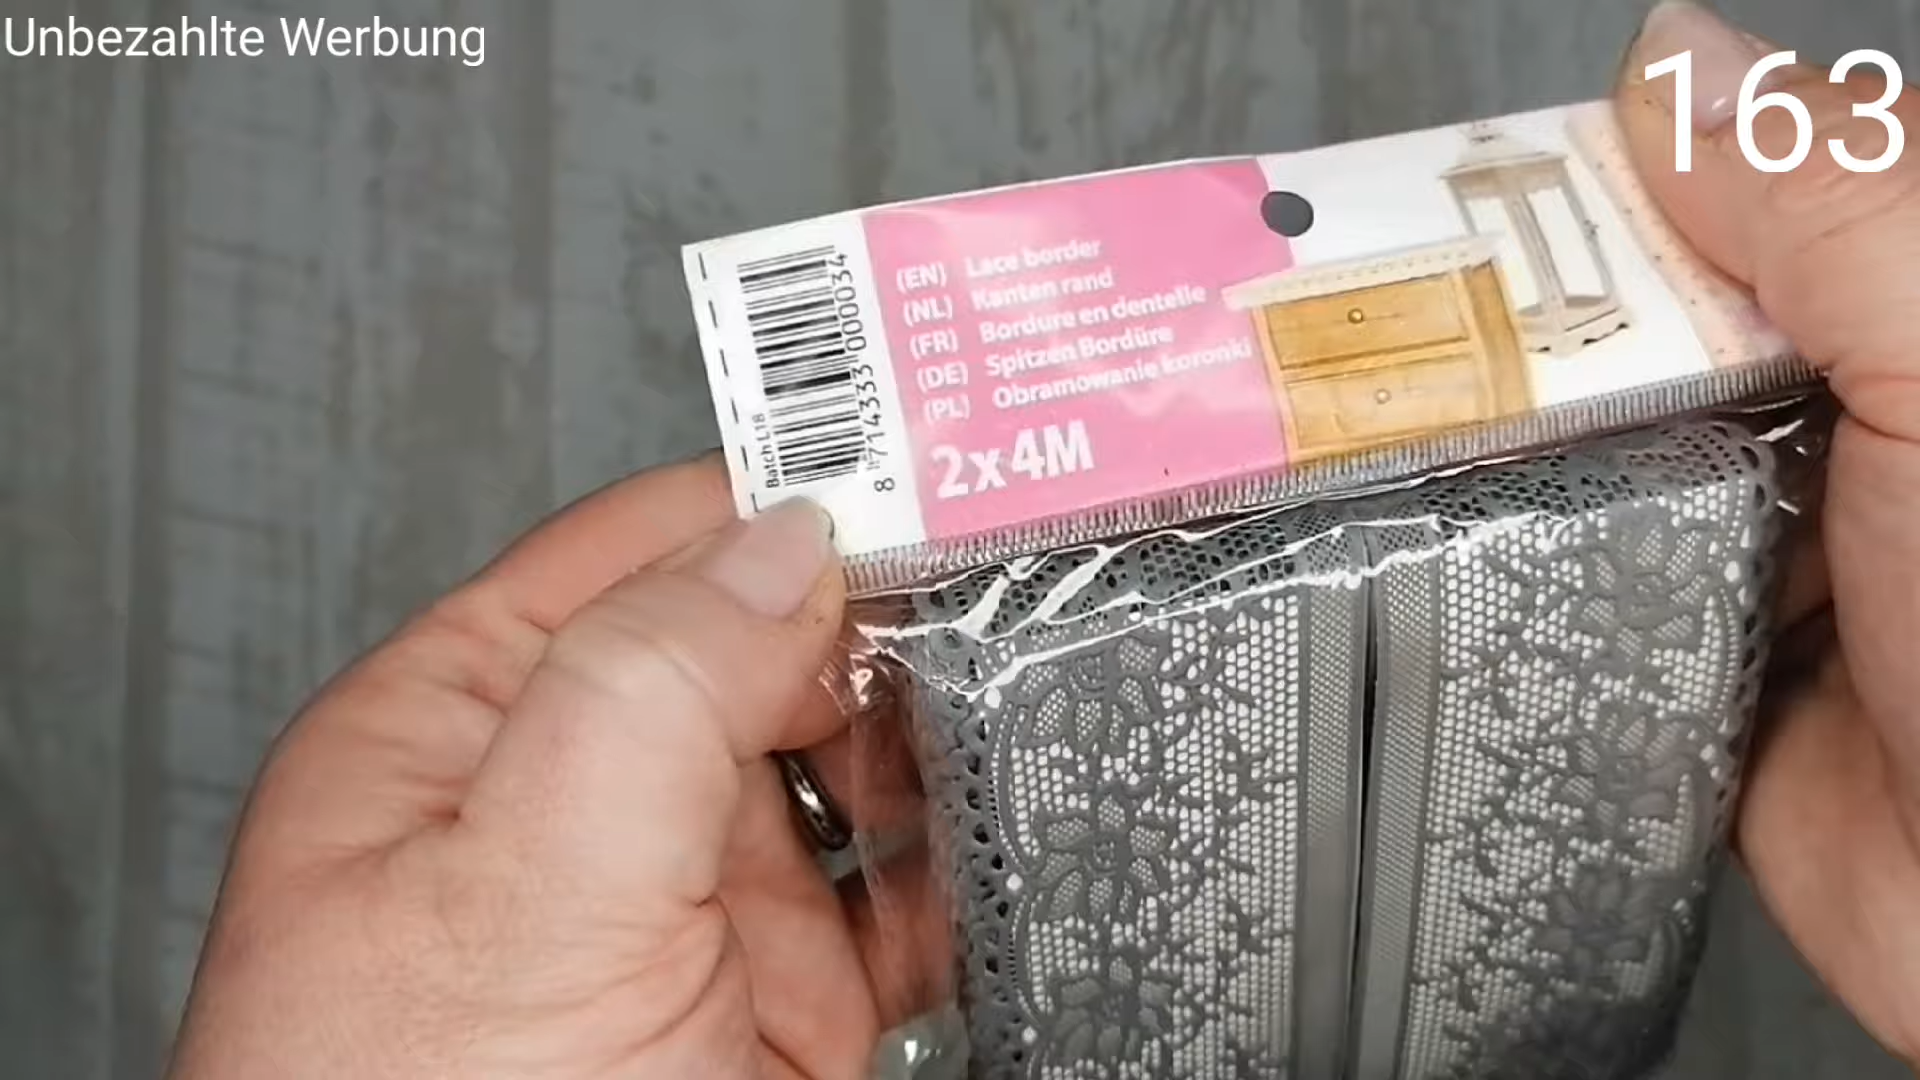 Unbezahlte Werbung
163
(EN) Lace border
(NL) Kanten rand
(FR) Bordure en dentelle
(DE) Spitzen Bordüre
(PL) Obramowanie koronki
2x4M
Batch L18
8 714333 000034